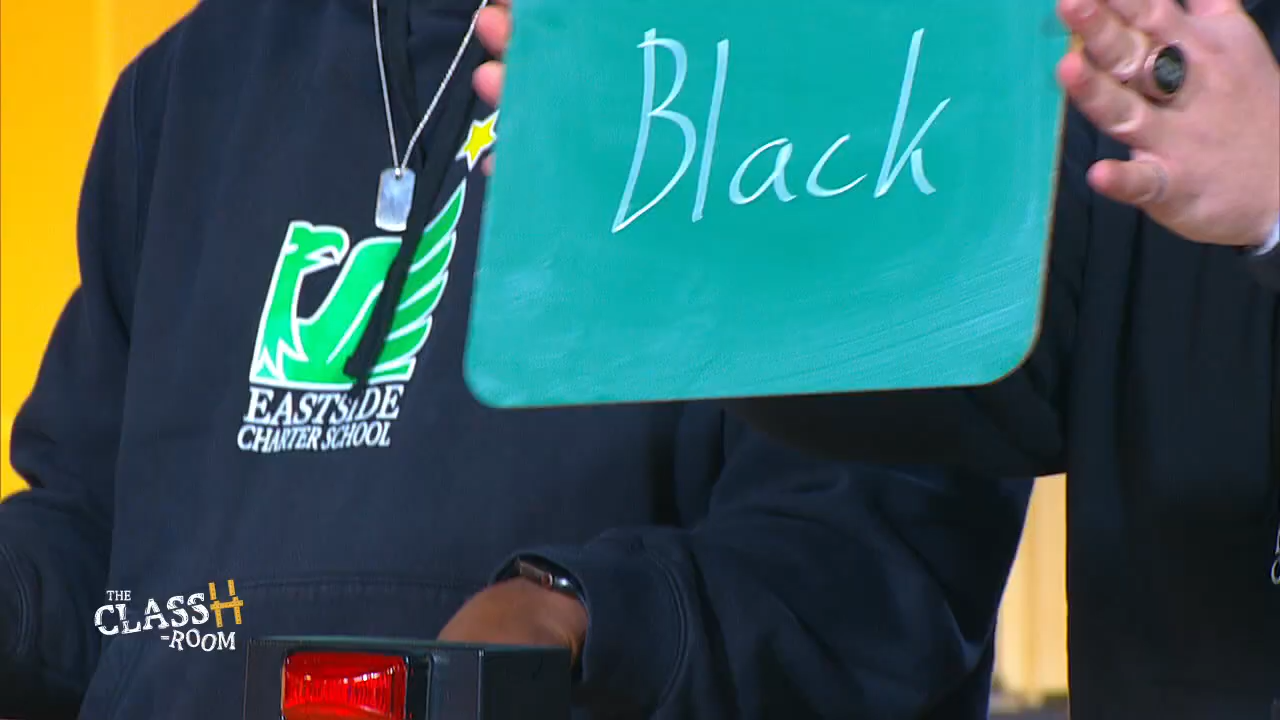 Black
EASTSIDE
CHARTER SCHOOL
THE
CLASSH
-ROOM